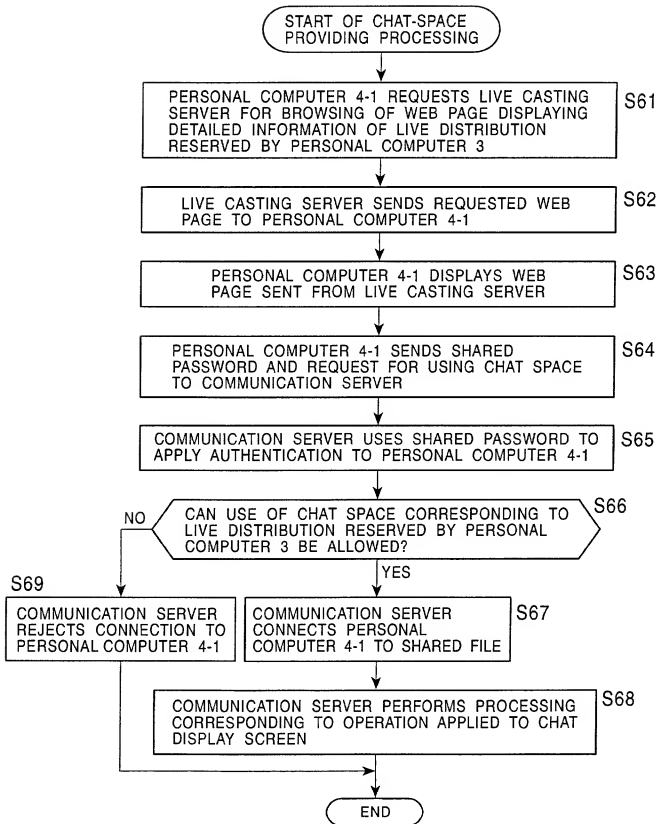 START OF CHAT-SPACE
PROVIDING PROCESSING
PERSONAL COMPUTER 4-1 REQUESTS LIVE CASTING
SERVER FOR BROWSING OF WEB PAGE DISPLAYING
DETAILED INFORMATION OF LIVE DISTRIBUTION
RESERVED BY PERSONAL COMPUTER 3
S61
LIVE CASTING SERVER SENDS REQUESTED WEB
PAGE TO PERSONAL COMPUTER 4-1
S62
PERSONAL COMPUTER 4-1 DISPLAYS WEB
PAGE SENT FROM LIVE CASTING SERVER
S63
PERSONAL COMPUTER 4-1 SENDS SHARED
PASSWORD AND REQUEST FOR USING CHAT SPACE
TO COMMUNICATION SERVER
S64
COMMUNICATION SERVER USES SHARED PASSWORD TO
APPLY AUTHENTICATION TO PERSONAL COMPUTER 4-1
S65
CAN USE OF CHAT SPACE CORRESPONDING TO
LIVE DISTRIBUTION RESERVED BY PERSONAL
COMPUTER 3 BE ALLOWED?
S66
NO
YES
S69
COMMUNICATION SERVER
REJECTS CONNECTION TO
PERSONAL COMPUTER 4-1
COMMUNICATION SERVER
CONNECTS PERSONAL
COMPUTER 4-1 TO SHARED FILE
S67
COMMUNICATION SERVER PERFORMS PROCESSING
CORRESPONDING TO OPERATION APPLIED TO CHAT
DISPLAY SCREEN
S68
END